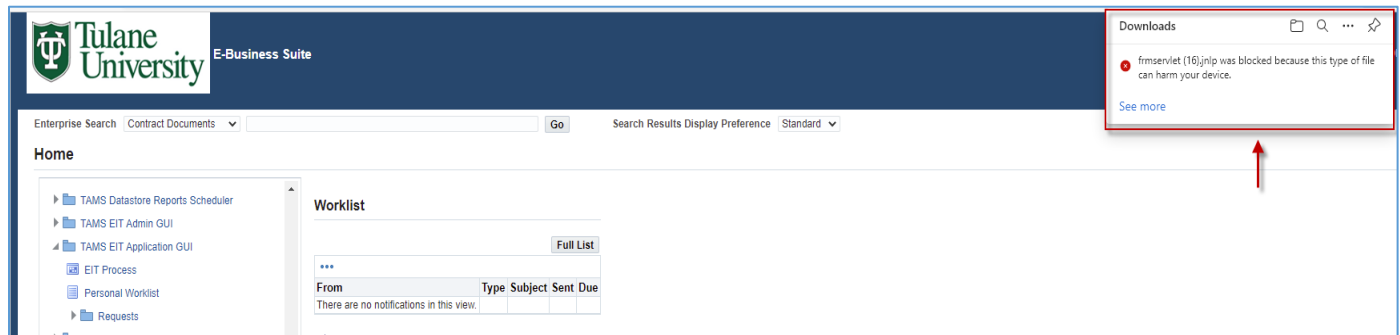 Tulane
University
E-Business Suite
Downloads
frmservlet (16).jnlp was blocked because this type of file
can harm your device.
See more
Enterprise Search Contract Documents Go Search Results Display Preference Standard
Home
TAMS Datastore Reports Scheduler
TAMS EIT Admin GUI
TAMS EIT Application GUI
EIT Process
Personal Worklist
Requests
Worklist
Full List
From Type Subject Sent Due
There are no notifications in this view.